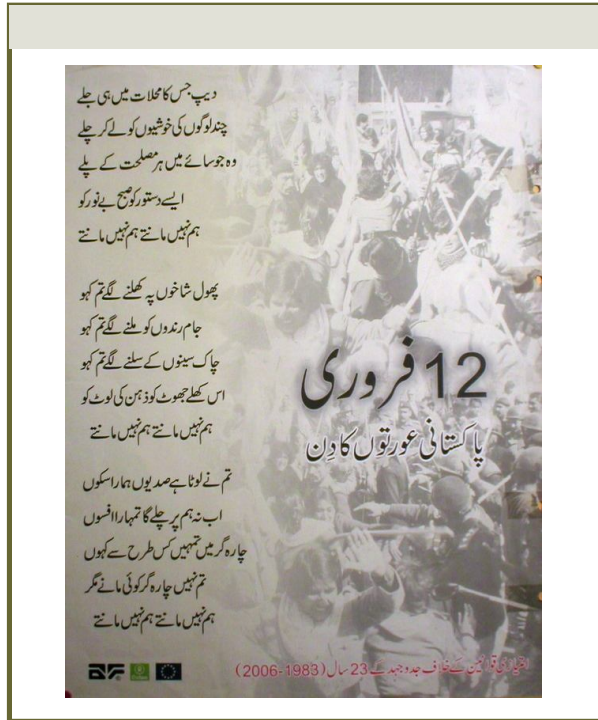 دیپ جس کا محلات میں ہی جلے
چند لوگوں کی خوشیوں کو لے کر چلے
وہ جو سائے میں ہر مصلحت کے پلے
ایسے دستور کو صبح بے نور کو
ہم نہیں مانتے ہم نہیں مانتے
پھول شاخوں پہ کھلنے لگے تم کہو
جام رندوں کو ملنے لگے تم کہو
چاک سینوں کے سلنے لگے تم کہو
اس کھلے جھوٹ کو ذہن کی لوٹ کو
ہم نہیں مانتے ہم نہیں مانتے
تم نے لوٹا ہے صدیوں ہمارا سکوں
اب نہ ہم پر چلے گا تمہارا افسوں
چارہ گر میں تمہیں کس طرح سے کہوں
تم نہیں چارہ گر کوئی مانے مگر
ہم نہیں مانتے ہم نہیں مانتے
12 فروری
پاکستانی عورتوں کا دِن
امتیازی قوانین کے خلاف جدوجہد کے 23 سال (1983-2006)